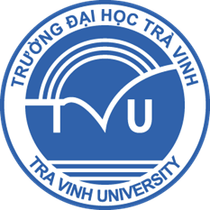 TRƯỜNG ĐẠI HỌC TRÀ VINH
TVU
TRA VINH UNIVERSITY